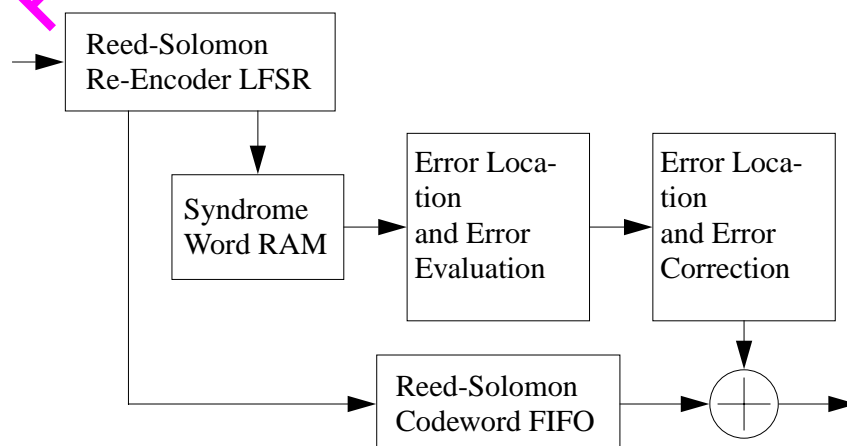 Reed-Solomon
Re-Encoder LFSR
Syndrome
Word RAM
Error Loca-
tion
and Error
Evaluation
Error Loca-
tion
and Error
Correction
Reed-Solomon
Codeword FIFO